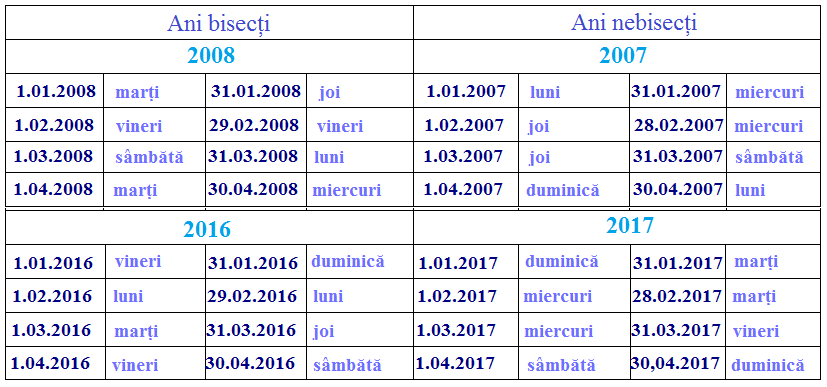 Ani bisecți Ani nebisecți
2008 2007
1.01.2008 marți 31.01.2008 joi 1.01.2007 luni 31.01.2007 miercuri
1.02.2008 vineri 29.02.2008 vineri 1.02.2007 joi 28.02.2007 miercuri
1.03.2008 sâmbătă 31.03.2008 luni 1.03.2007 joi 31.03.2007 sâmbătă
1.04.2008 marți 30.04.2008 miercuri 1.04.2007 duminică 30.04.2007 luni
2016 2017
1.01.2016 vineri 31.01.2016 duminică 1.01.2017 duminică 31.01.2017 marți
1.02.2016 luni 29.02.2016 luni 1.02.2017 miercuri 28.02.2017 marți
1.03.2016 marți 31.03.2016 joi 1.03.2017 miercuri 31.03.2017 vineri
1.04.2016 vineri 30.04.2016 sâmbătă 1.04.2017 sâmbătă 30,04.2017 duminică